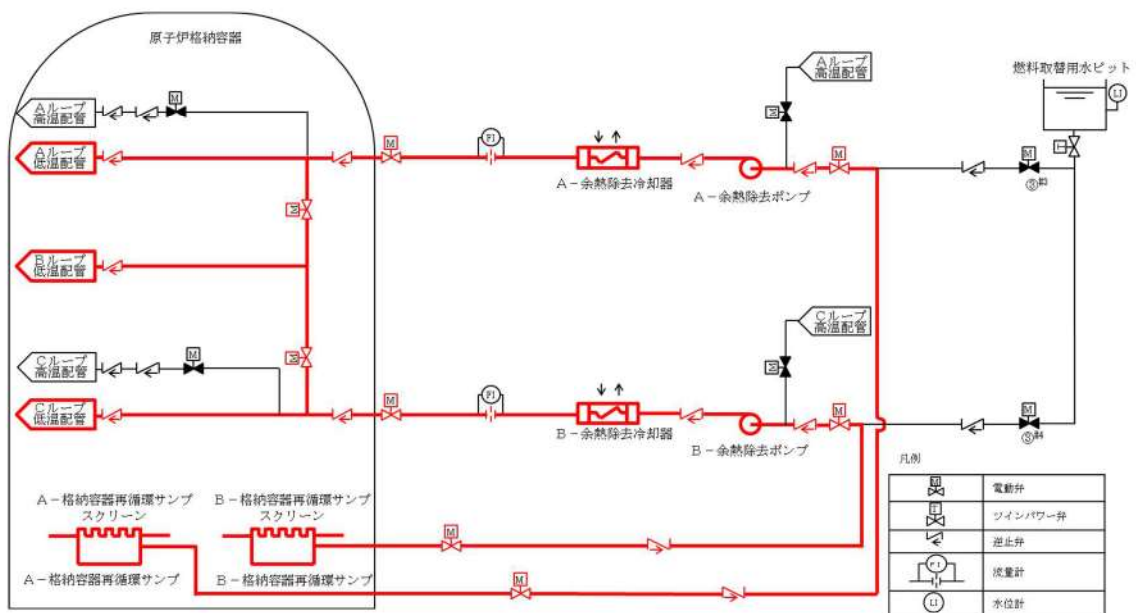 原子炉格納容器
Aループ
高温配管
M
Aループ
低温配管
M
FI
A-余熱除去冷却器
A-余熱除去ポンプ
M
Aループ
高温配管
M
燃料取替用水ピット
LI
T
M
M
Bループ
低温配管
M
Cループ
高温配管
M
Cループ
低温配管
M
FI
B-余熱除去冷却器
B-余熱除去ポンプ
M
Cループ
高温配管
M
M
A-格納容器再循環サンプ
スクリーン
A-格納容器再循環サンプ
B-格納容器再循環サンプ
スクリーン
B-格納容器再循環サンプ
M
M
凡例
M 電動弁
T ツインパワー弁
逆止弁
FI 流量計
LI 水位計